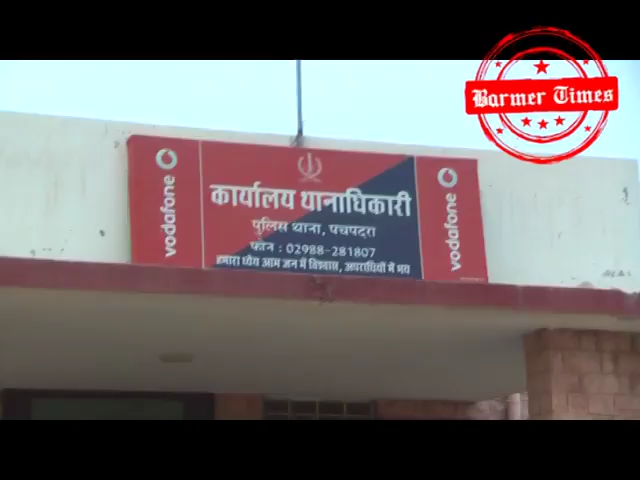 Barmer Times
vodafone
कार्यालय थानाधिकारी
पुलिस थाना, पचपदरा
फोन : 02988-281807
हमारा ध्येय आम जन में विश्वास, अपराधियों में भय
vodafone